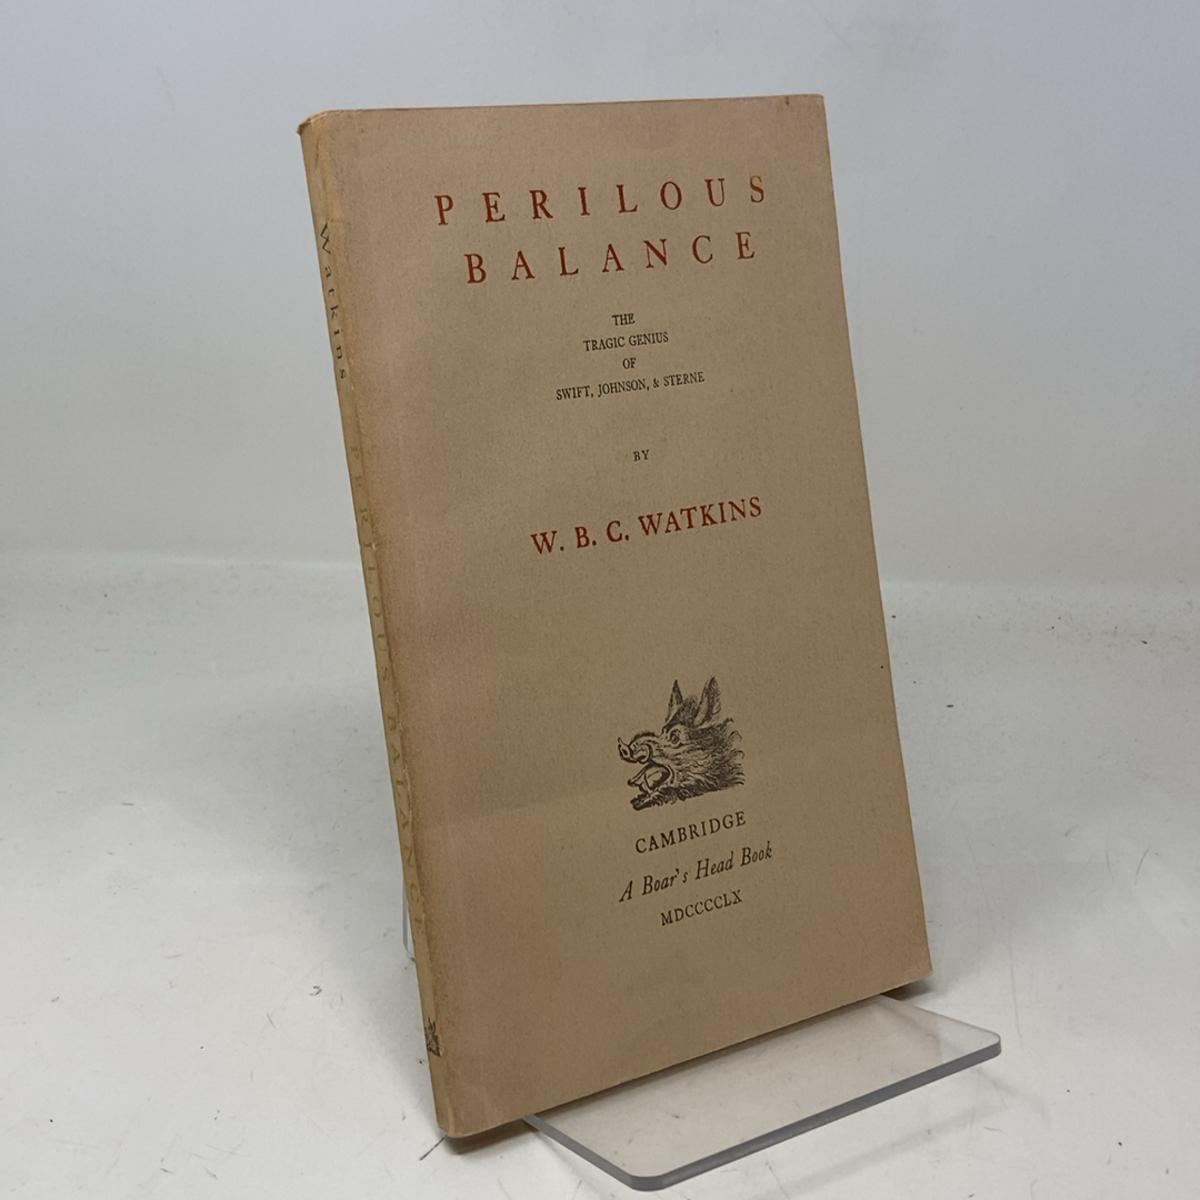 PERILOUS
BALANCE
THE
TRAGIC GENIUS
OF
SWIFT, JOHNSON, & STERNE
BY
W. B. C. WATKINS
CAMBRIDGE
A Boar's Head Book
MDCCCCLX
Watkins PERILOUS BALANCE